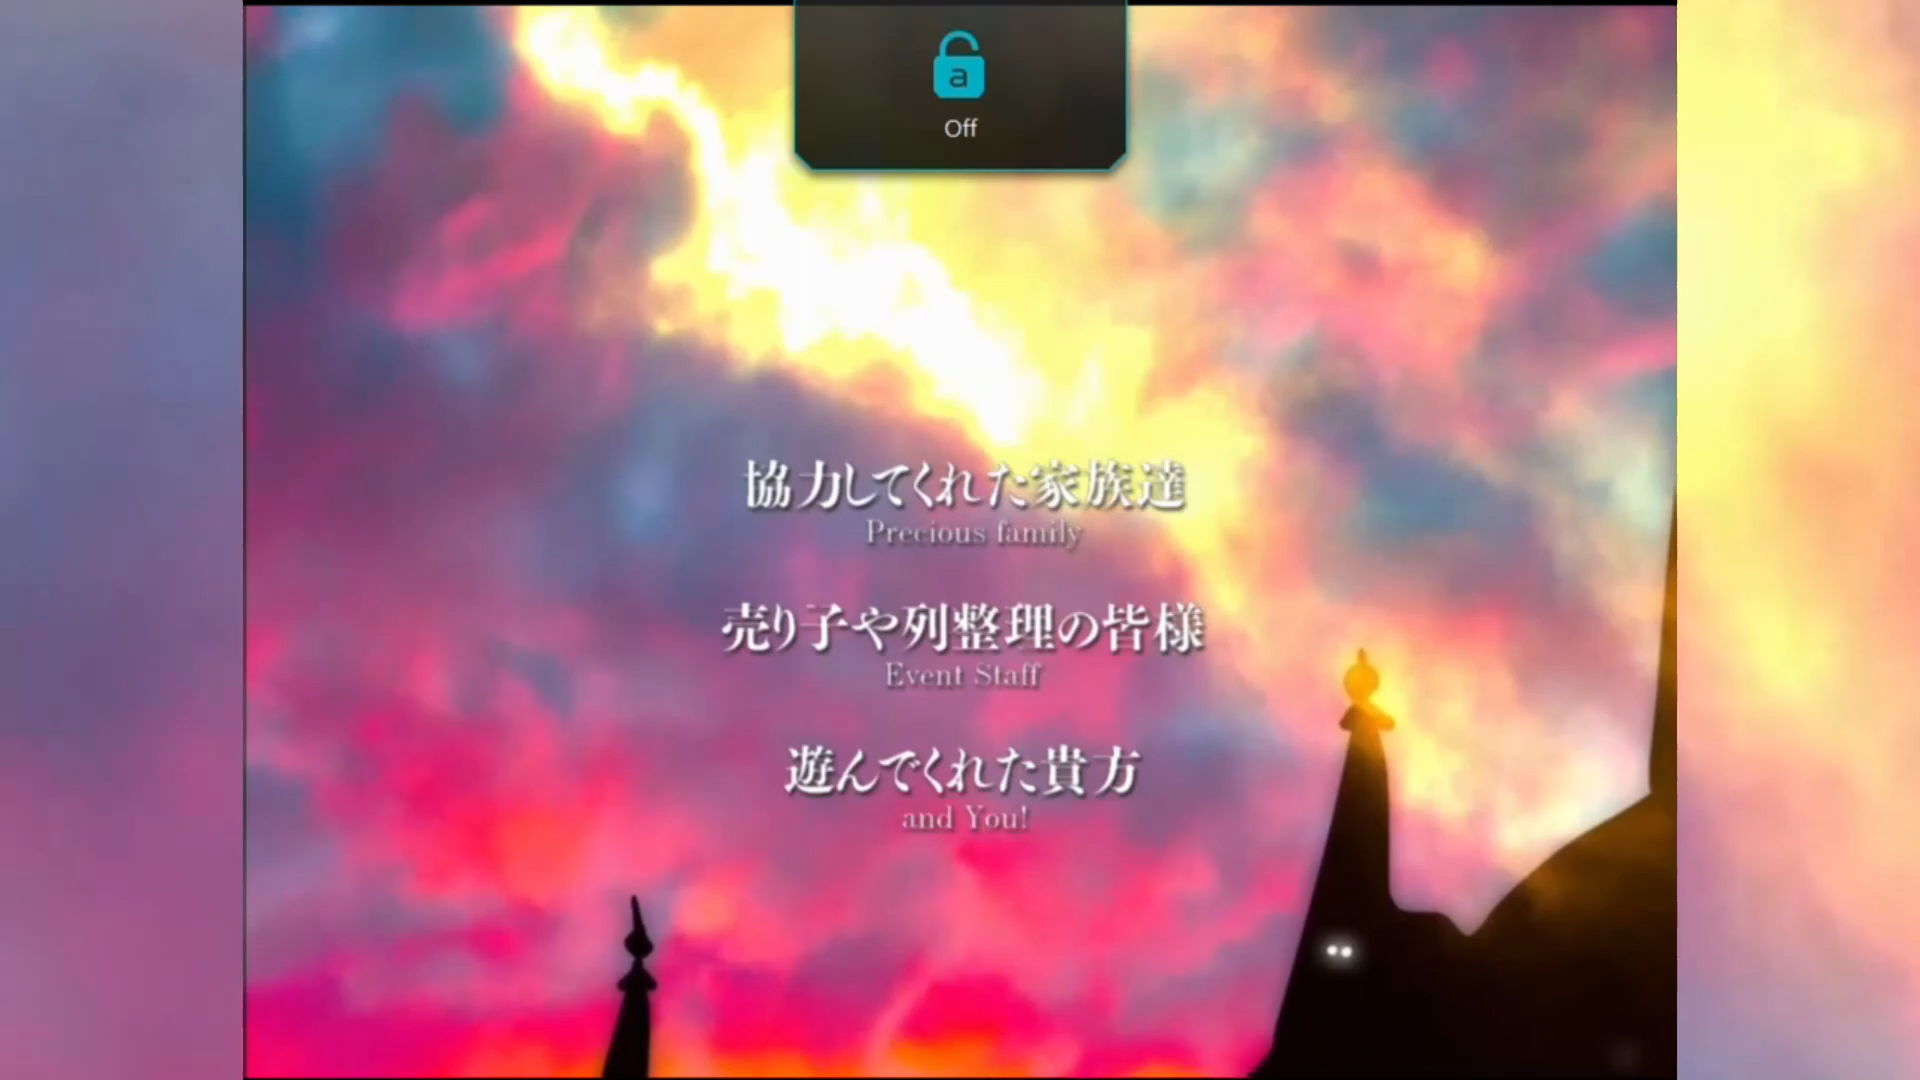 a
Off
協力してくれた家族達
Precious family
売り子や列整理の皆様
Event Staff
遊んでくれた貴方
and You!